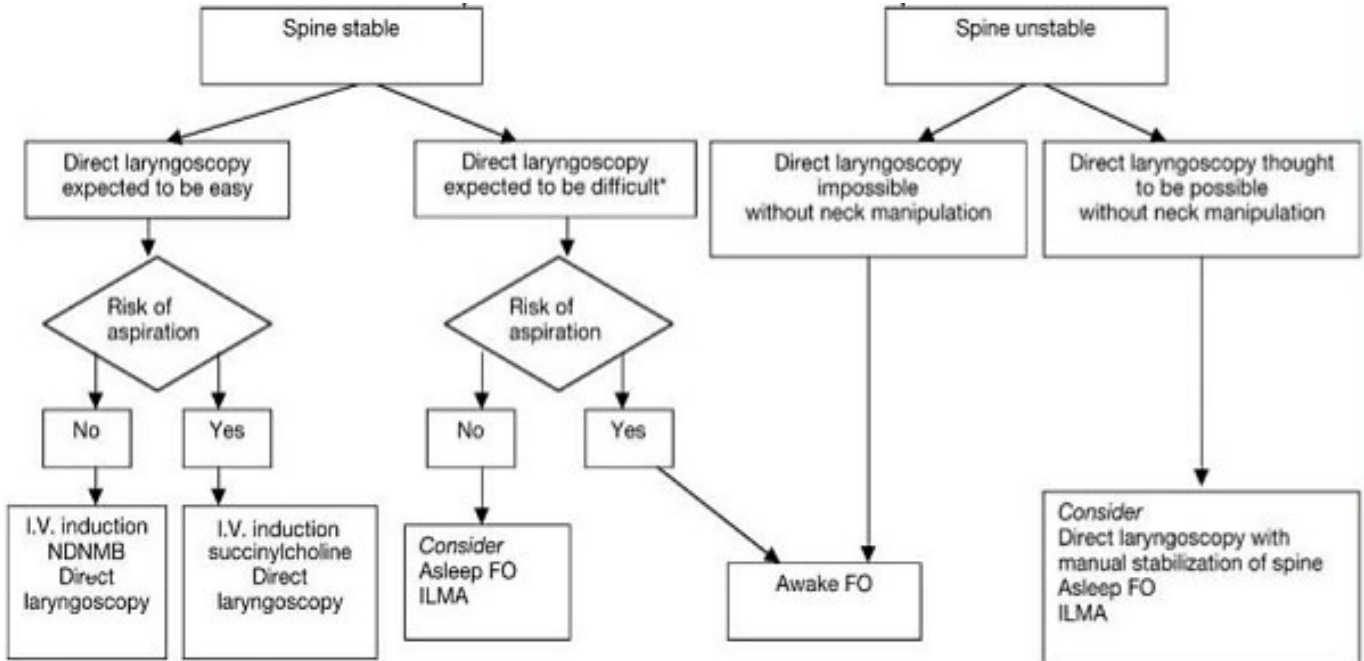 Spine stable
Spine unstable
Direct laryngoscopy
expected to be easy
Direct laryngoscopy
expected to be difficult*
Direct laryngoscopy
impossible
without neck manipulation
Direct laryngoscopy thought
to be possible
without neck manipulation
Risk of
aspiration
Risk of
aspiration
No
Yes
No
Yes
I.V. induction
NDNMB
Direct
laryngoscopy
I.V. induction
succinylcholine
Direct
laryngoscopy
Consider
Asleep FO
ILMA
Awake FO
Consider
Direct laryngoscopy with
manual stabilization of spine
Asleep FO
ILMA